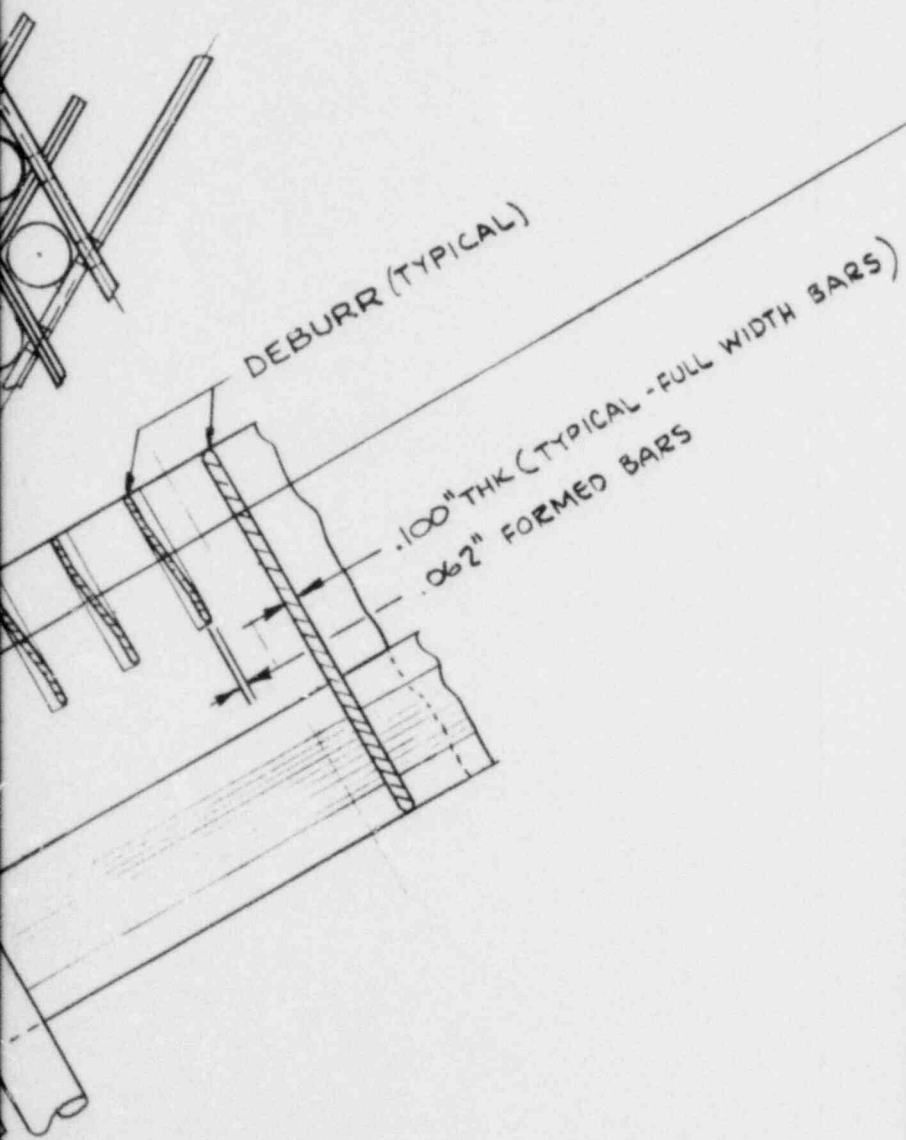 DEBURR (TYPICAL)
.100" THK (TYPICAL - FULL WIDTH BARS)
.062" FORMED BARS